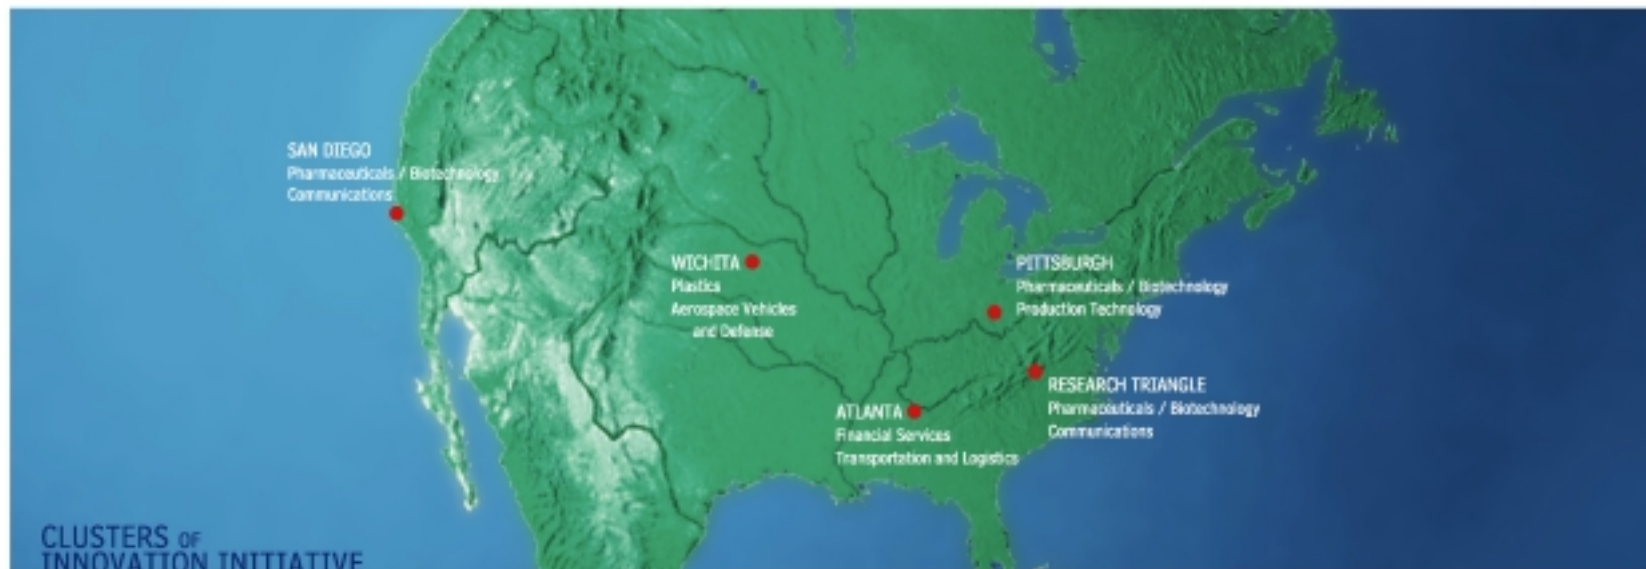 SAN DIEGO
Pharmaceuticals / Biotechnology
Communications
WICHITA
Plastics
Aerospace Vehicles
and Defense
PITTSBURGH
Pharmaceuticals / Biotechnology
Production Technology
RESEARCH TRIANGLE
Pharmaceuticals / Biotechnology
Communications
ATLANTA
Financial Services
Transportation and Logistics
CLUSTERS OF
INNOVATION INITIATIVE